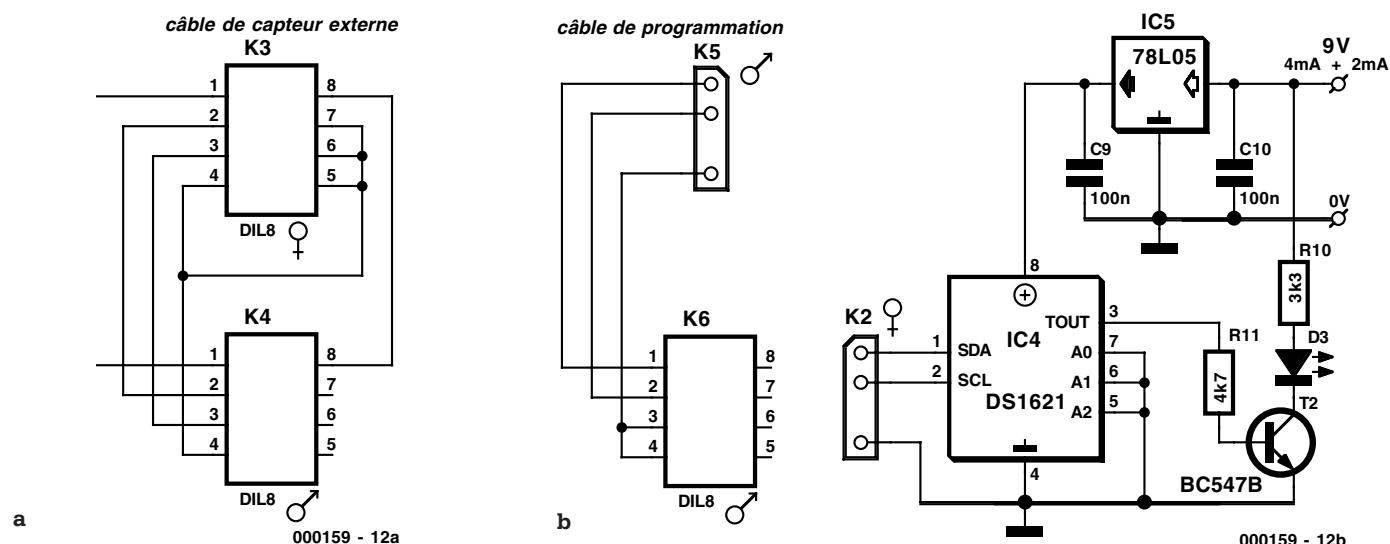 câble de capteur externe
K3
1
2
3
4
8
7
6
5
DIL8
K4
1
2
3
4
8
7
6
5
DIL8
a
000159 - 12a
câble de programmation
K5
K6
1
2
3
4
8
7
6
5
DIL8
b
IC5
78L05
9V
4mA + 2mA
C9
100n
C10
100n
0V
R10
3k3
D3
T2
BC547B
R11
4k7
K2
8
1
SDA
2
SCL
IC4
DS1621
TOUT
3
A0
7
A1
6
A2
5
4
000159 - 12b